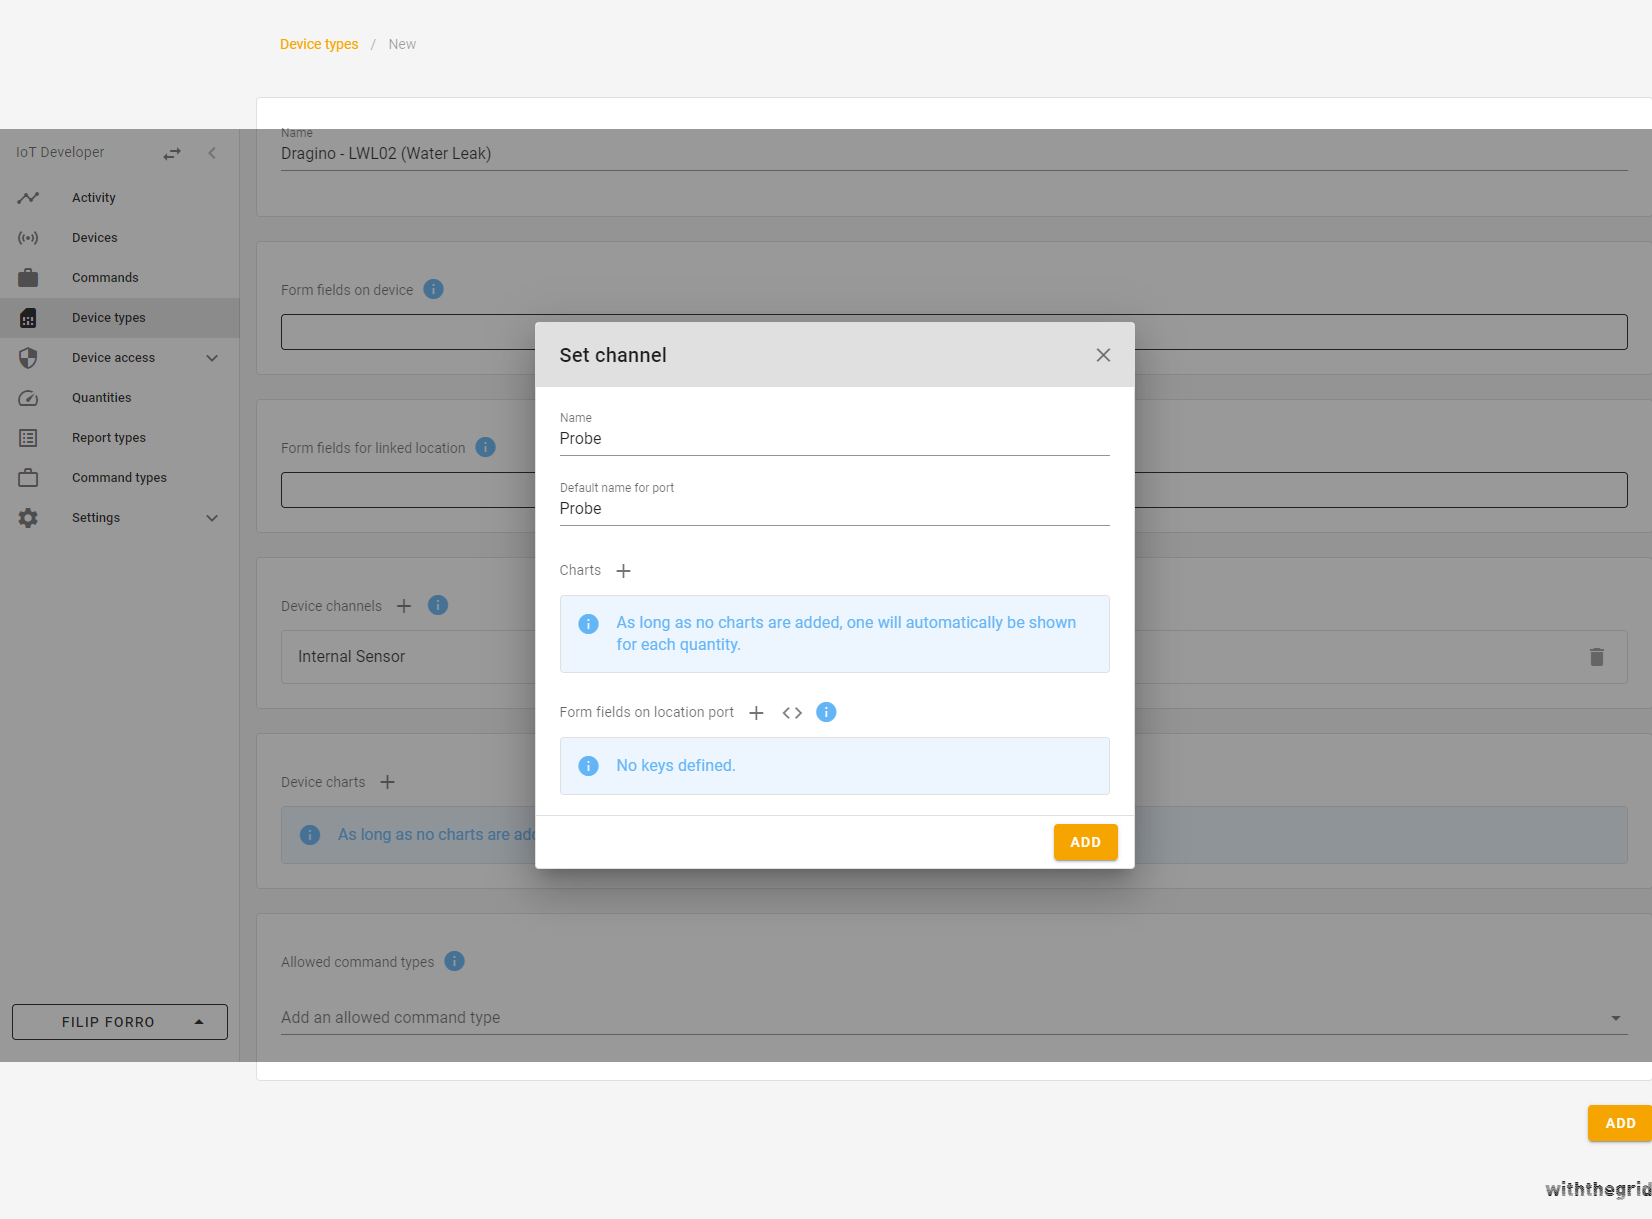 Device types / New
IoT Developer
Activity
Devices
Commands
Device types
Device access
Quantities
Report types
Command types
Settings
FILIP FORRO
Name
Dragino - LWL02 (Water Leak)
Form fields on device
Form fields for linked location
Device channels
Internal Sensor
Device charts
As long as no charts are add
Allowed command types
Add an allowed command type
Set channel
Name
Probe
Default name for port
Probe
Charts
As long as no charts are added, one will automatically be shown
for each quantity.
Form fields on location port
No keys defined.
ADD
ADD
withthegrid